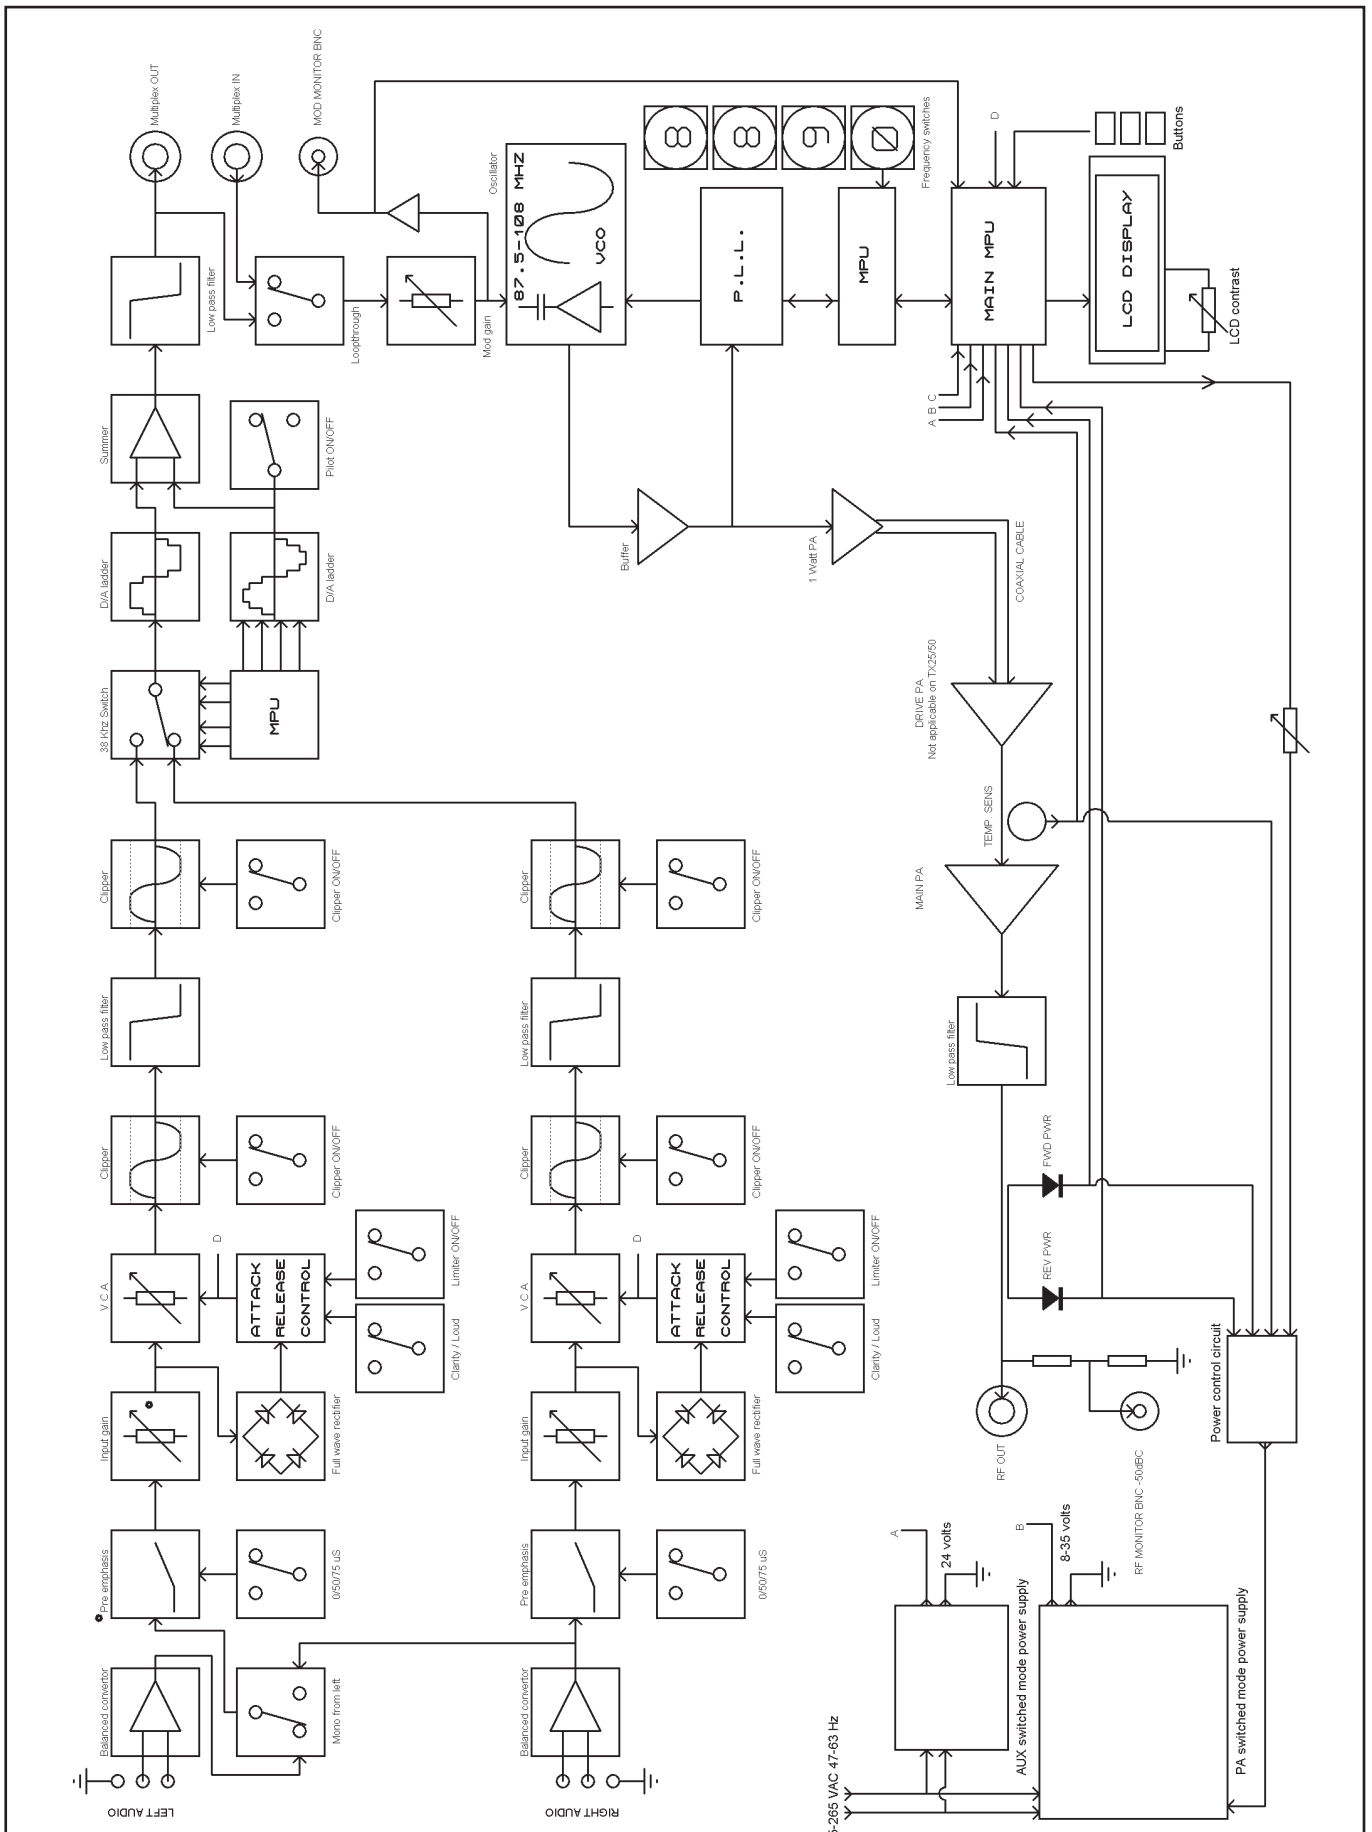 LEFT AUDIO
Balanced convertor
Mono from left
Pre emphasis
0/50/75 uS
Input gain
Full wave rectifier
V C A
D
ATTACK
RELEASE
CONTROL
Clarity / Loud
Limiter ON/OFF
Clipper
Clipper ON/OFF
Low pass filter
Clipper
Clipper ON/OFF
38 Khz Switch
MPU
D/A ladder
D/A ladder
Summer
Pilot ON/OFF
Low pass filter
Loopthrough
Multiplex OUT
Multiplex IN
MOD MONITOR BNC
Mod gain
RIGHT AUDIO
Balanced convertor
Pre emphasis
0/50/75 uS
Input gain
Full wave rectifier
V C A
D
ATTACK
RELEASE
CONTROL
Clarity / Loud
Limiter ON/OFF
Clipper
Clipper ON/OFF
Low pass filter
Clipper
Clipper ON/OFF
Oscillator
87.5-108 MHZ
VCO
Buffer
P.L.L.
1 Watt PA
MPU
8
8
9
0
Frequency switches
COAXIAL CABLE
DRIVE PA
Not applicable on TX25/50
TEMP. SENS
MAIN PA
Low pass filter
FWD PWR
REV PWR
RF OUT
RF MONITOR BNC -50dBC
MAIN MPU
A B C
D
Buttons
LCD DISPLAY
LCD contrast
Power control circuit
A
24 volts
AUX switched mode power supply
B
8-35 volts
PA switched mode power supply
-265 VAC 47-63 Hz